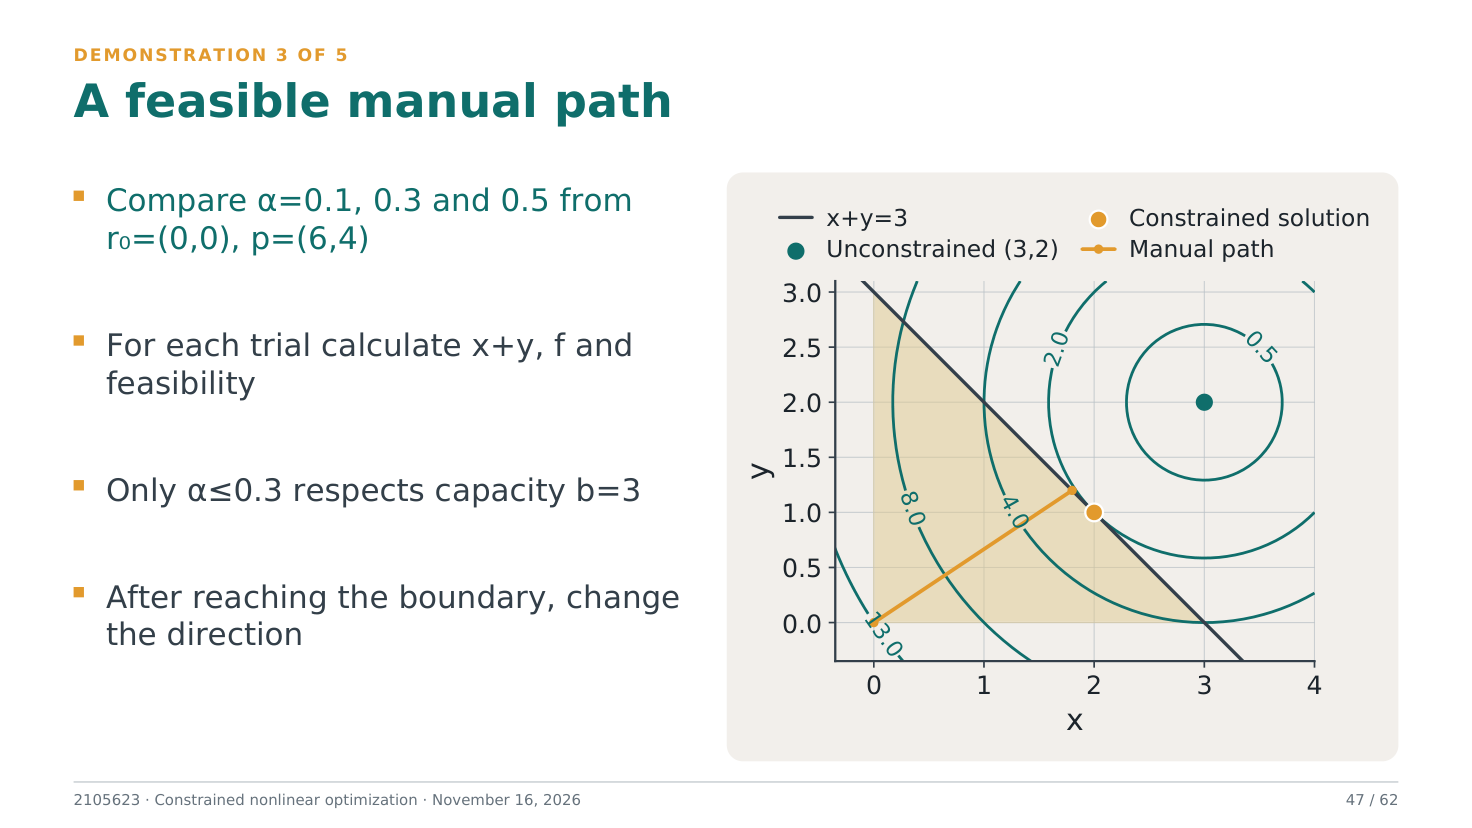 DEMONSTRATION 3 OF 5
A feasible manual path
Compare α=0.1, 0.3 and 0.5 from
r₀=(0,0), p=(6,4)
For each trial calculate x+y, f and
feasibility
Only α≤0.3 respects capacity b=3
After reaching the boundary, change
the direction
x+y=3
Unconstrained (3,2)
Constrained solution
Manual path
3.0
2.5
2.0
1.5
1.0
0.5
0.0
y
0 1 2 3 4
x
2.0
0.5
8.0
4.0
13.0
2105623 · Constrained nonlinear optimization · November 16, 2026
47 / 62